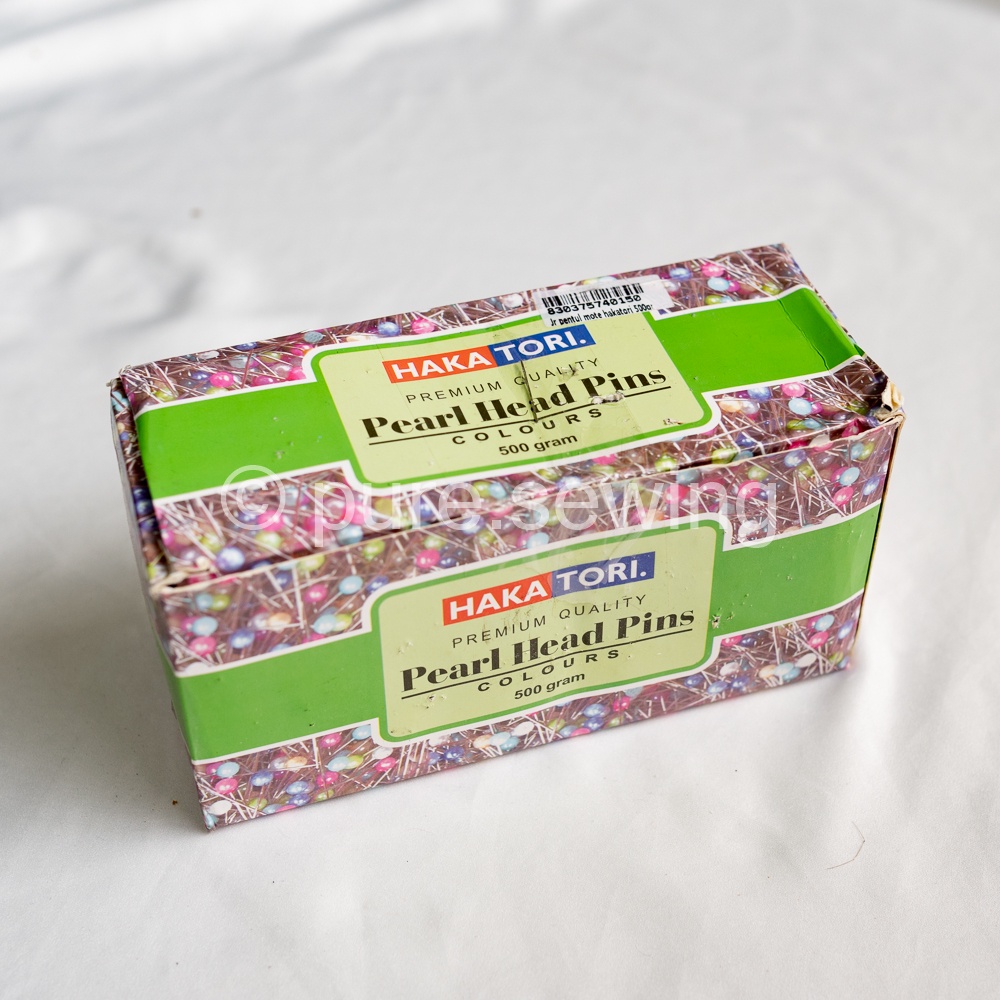 830375740150
Jr pentul mote hakatori 500gr
HAKATORI.
PREMIUM QUALITY
Pearl Head Pins
COLOURS
500 gram
© pure.sewing
HAKATORI.
PREMIUM QUALITY
Pearl Head Pins
COLOURS
500 gram